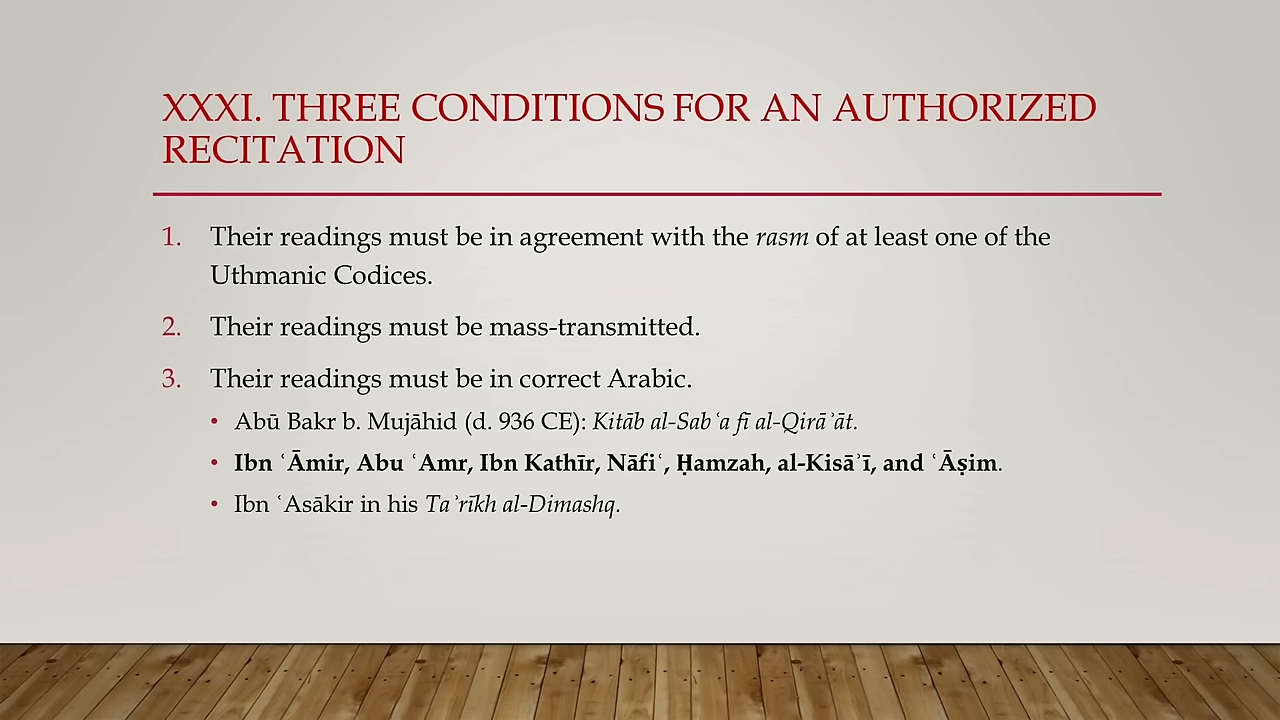 XXXI. THREE CONDITIONS FOR AN AUTHORIZED
RECITATION
1. Their readings must be in agreement with the rasm of at least one of the
Uthmanic Codices.
2. Their readings must be mass-transmitted.
3. Their readings must be in correct Arabic.
• Abū Bakr b. Mujāhid (d. 936 CE): Kitāb al-Sabʿa fī al-Qirāʾāt.
• Ibn ʿĀmir, Abu ʿAmr, Ibn Kathīr, Nāfiʿ, Ḥamzah, al-Kisāʾī, and ʿĀṣim.
• Ibn ʿAsākir in his Taʾrīkh al-Dimashq.